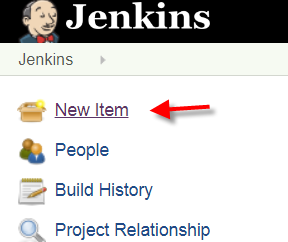 Jenkins
Jenkins
New Item
People
Build History
Project Relationship